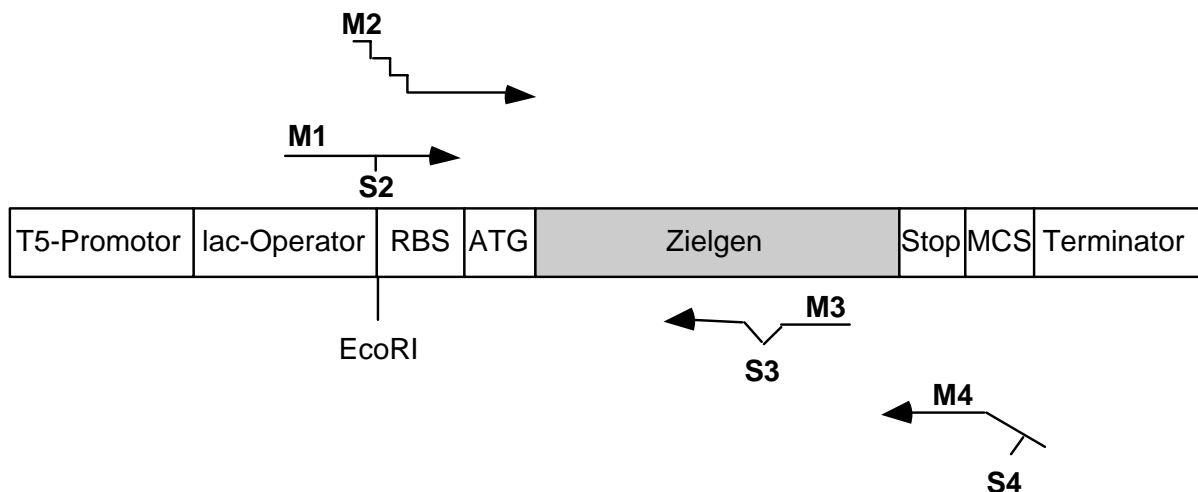 M2
M1
S2
T5-Promotor lac-Operator RBS ATG Zielgen Stop MCS Terminator
EcoRI
M3
S3
M4
S4